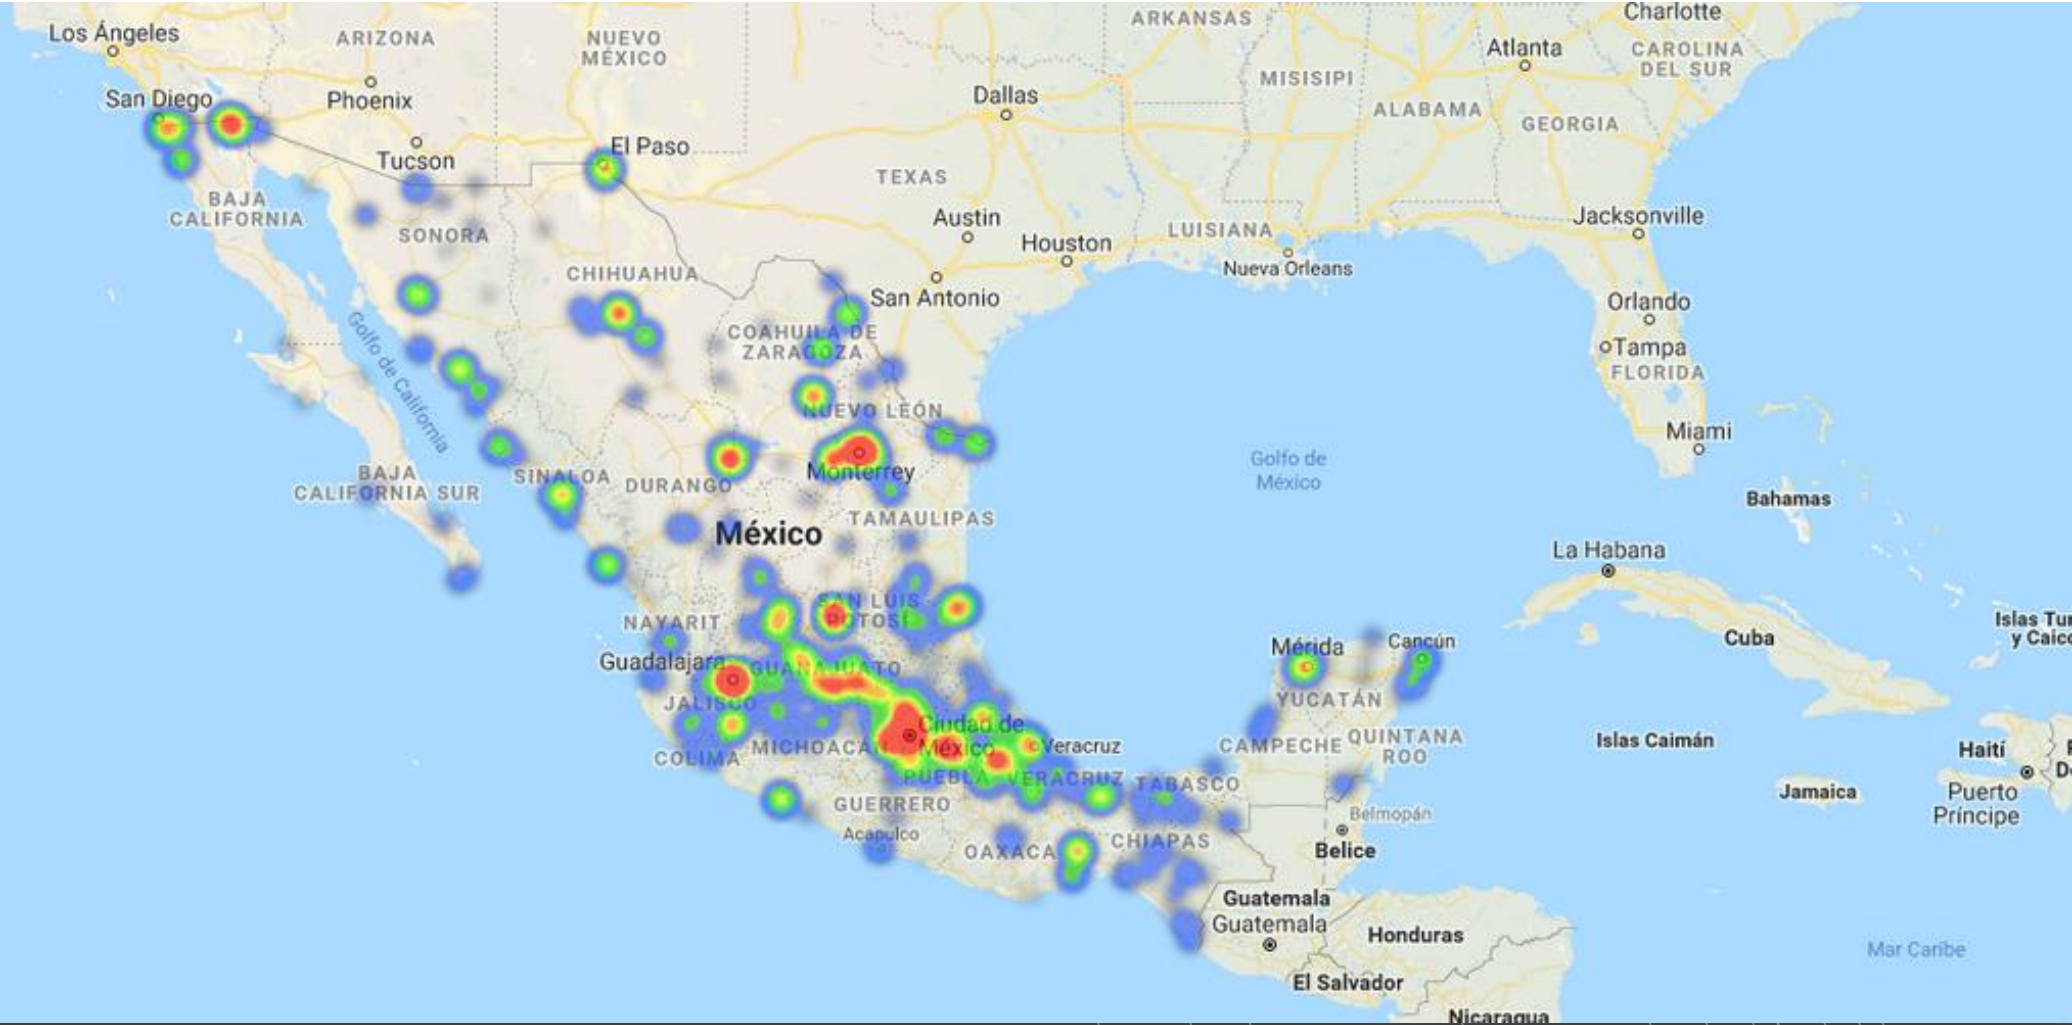 Charlotte
ARKANSAS
Los Ángeles
ARIZONA
NUEVO
MÉXICO
Atlanta
CAROLINA
DEL SUR
MISISIPI
San Diego
Phoenix
Dallas
ALABAMA
GEORGIA
Tucson
El Paso
TEXAS
BAJA
CALIFORNIA
SONORA
Austin
Houston
LUISIANA
Jacksonville
Nueva Orleans
CHIHUAHUA
San Antonio
Orlando
Golfo de California
COAHUILA DE
ZARAGOZA
Tampa
FLORIDA
NUEVO LEÓN
Miami
Monterrey
Golfo de
México
BAJA
CALIFORNIA SUR
SINALOA
DURANGO
Bahamas
México
TAMAULIPAS
La Habana
SAN LUIS
POTOSÍ
NAYARIT
Islas Tur
y Caico
Cuba
Mérida
Cancún
Guadalajara
GUANAJUATO
JALISCO
YUCATÁN
Ciudad de
México
Veracruz
COLIMA
MICHOACÁN
CAMPECHE
QUINTANA
ROO
Islas Caimán
Haití
PUEBLA
VERACRUZ
TABASCO
Jamaica
Puerto
Príncipe
GUERRERO
Acapulco
Belmopán
OAXACA
CHIAPAS
Belice
Guatemala
Guatemala
Honduras
Mar Caribe
El Salvador
Nicaragua